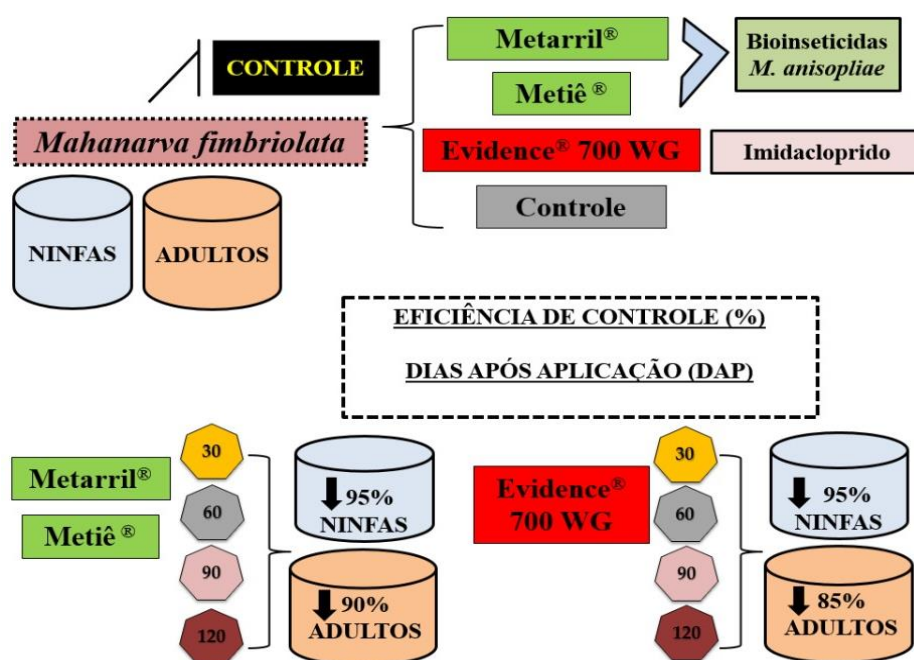 CONTROLE
Mahanarva fimbriolata
NINFAS
ADULTOS
Metarril®
Metiê ®
Bioinseticidas
M. anisopliae
Evidence® 700 WG
Imidacloprido
Controle
EFICIÊNCIA DE CONTROLE (%)
DIAS APÓS APLICAÇÃO (DAP)
Metarril®
Metiê ®
30
60
90
120
95%
NINFAS
90%
ADULTOS
Evidence®
700 WG
30
60
90
120
95%
NINFAS
85%
ADULTOS